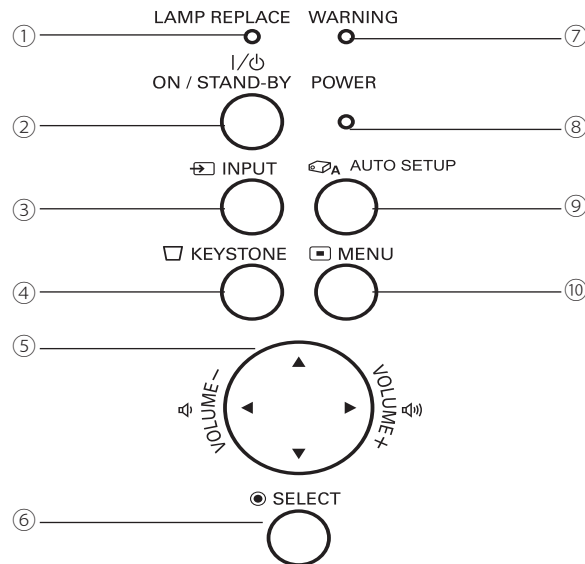 LAMP REPLACE WARNING
① ⑦
I/⏻
ON / STAND-BY POWER
② ⑧
INPUT A AUTO SETUP
③ ⑨
KEYSTONE MENU
④ ⑩
⑤
VOLUME – VOLUME +
SELECT
⑥